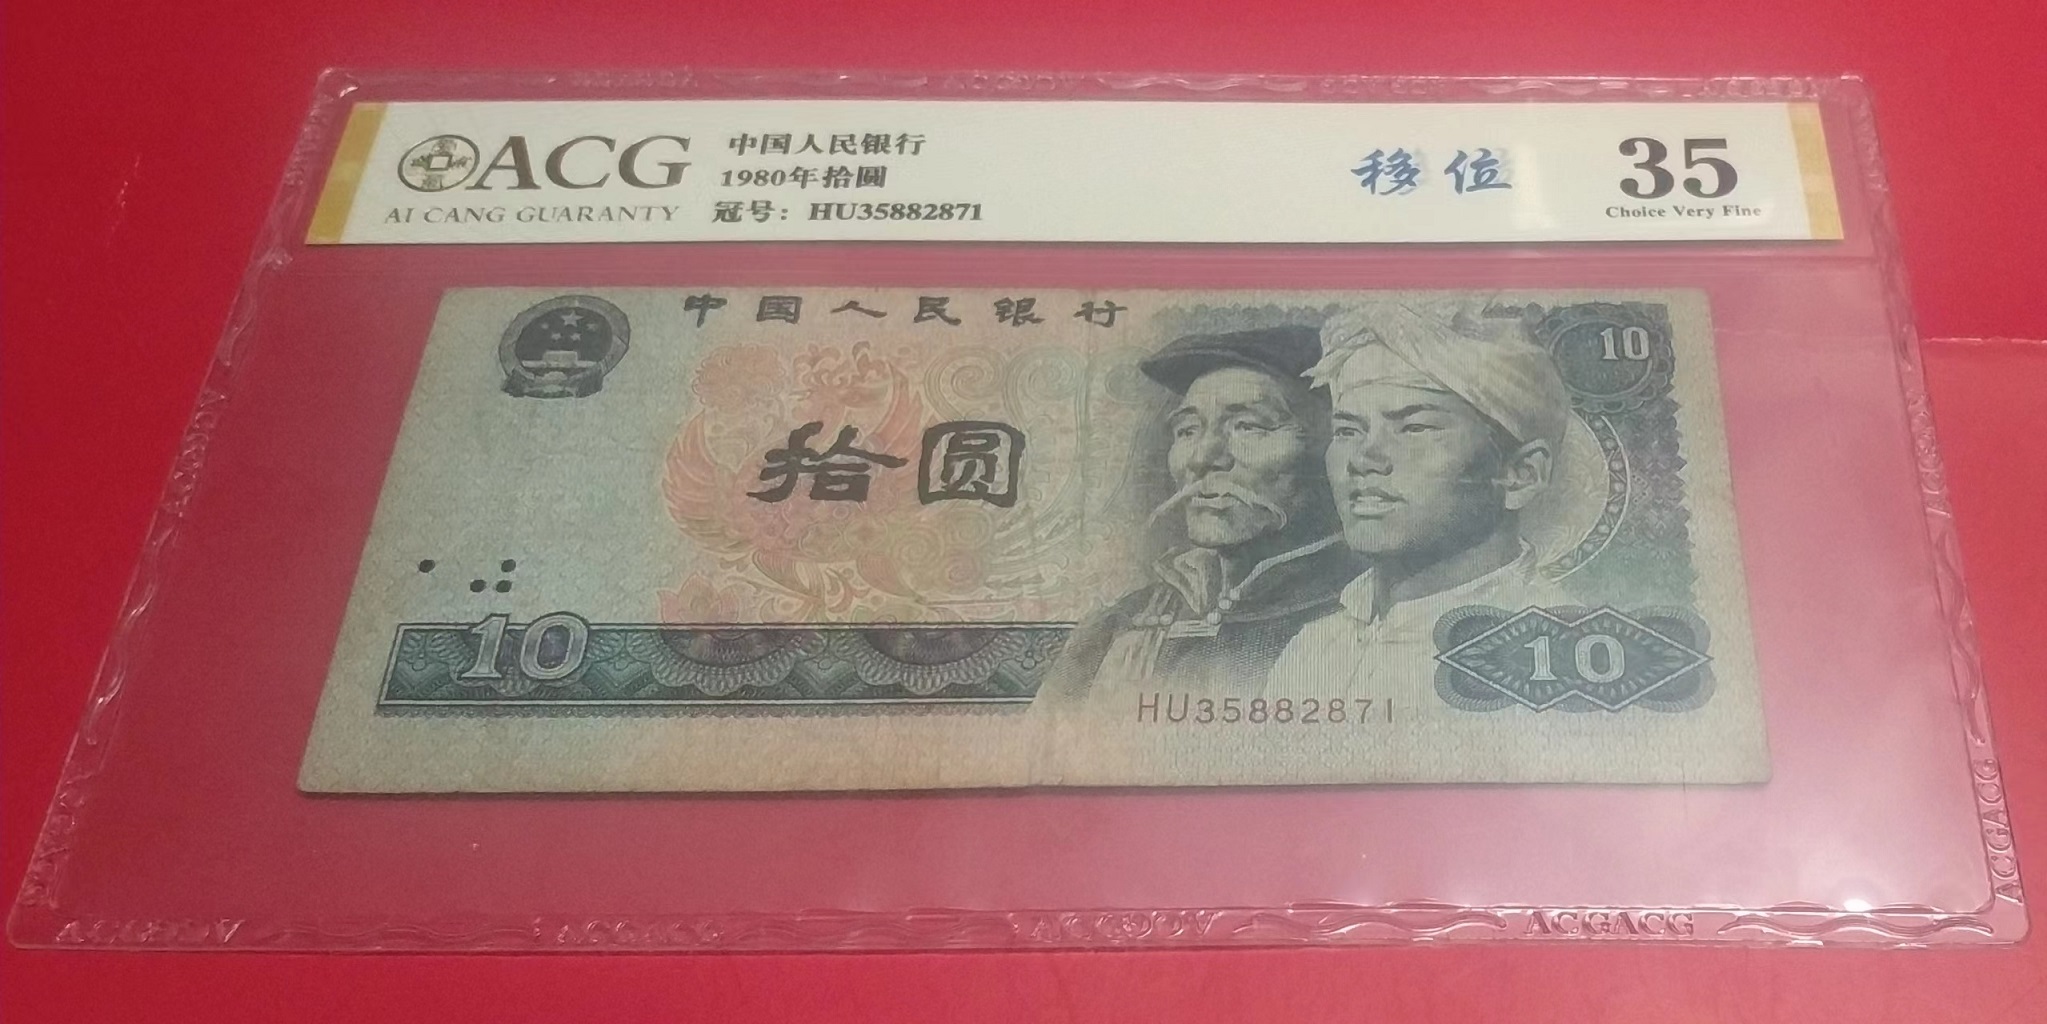 ACG
AI CANG GUARANTY
中国人民银行
1980年拾圆
冠号：HU35882871
移位
35
Choice Very Fine
中国人民银行
10
拾圆
10
10
HU35882871
ACGACG
ACGACG